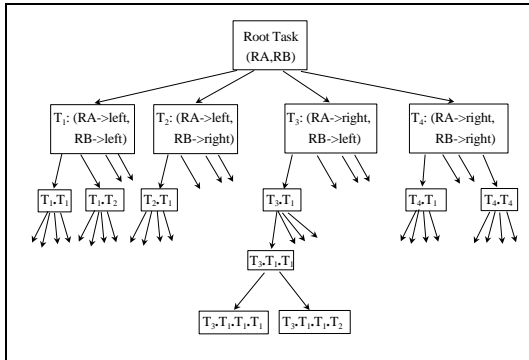 Root Task
(RA,RB)
T₁: (RA->left,
RB->left)
T₂: (RA->left,
RB->right)
T₃: (RA->right,
RB->left)
T₄: (RA->right,
RB->right)
T₁.T₁
T₁.T₂
T₂.T₁
T₃.T₁
T₄.T₁
T₄.T₄
T₃.T₁.T₁
T₃.T₁.T₁.T₁
T₃.T₁.T₁.T₂